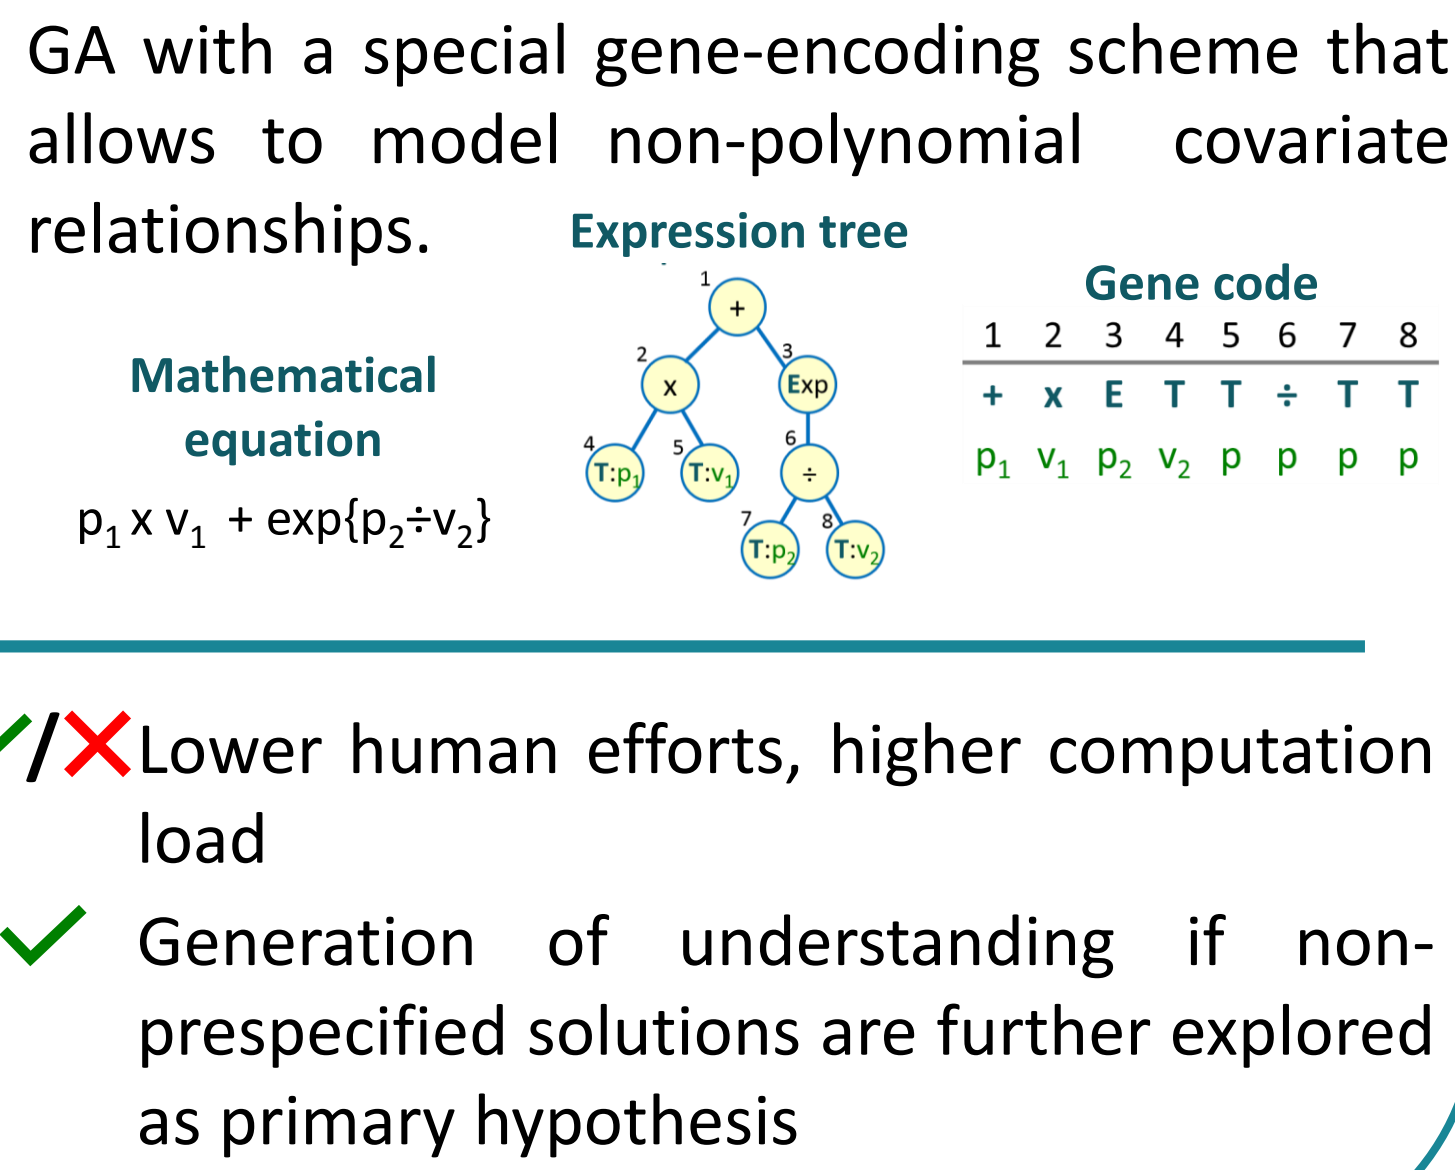 GA with a special gene-encoding scheme that
allows to model non-polynomial covariate
relationships.
Expression tree
Mathematical
equation
p₁ x v₁ + exp{p₂÷v₂}
1
+
2
x
3
Exp
4
T:p₁
5
T:v₁
6
÷
7
T:p₂
8
T:v₂
Gene code
1 2 3 4 5 6 7 8
+ x E T T ÷ T T
p₁ v₁ p₂ v₂ p p p p
/ Lower human efforts, higher computation
load
Generation of understanding if non-
prespecified solutions are further explored
as primary hypothesis